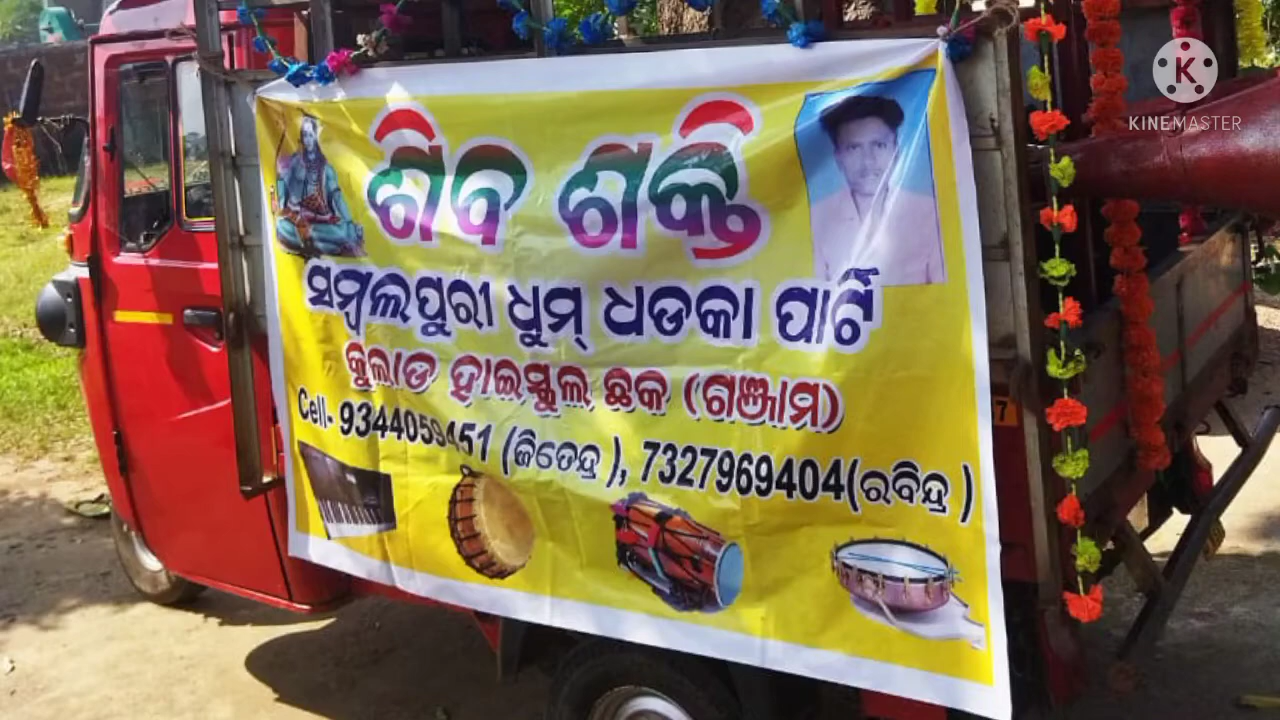 ଶିବ ଶକ୍ତି
ସମ୍ବଲପୁରୀ ଧୁମ୍ ଧଡକା ପାର୍ଟି
କୁଲାଡ ହାଇସ୍କୁଲ ଛକ (ଗଞ୍ଜାମ)
Cell- 9344059451 (ଜିତେନ୍ଦ୍ର), 7327969404(ରବିନ୍ଦ୍ର)
KINEMASTER